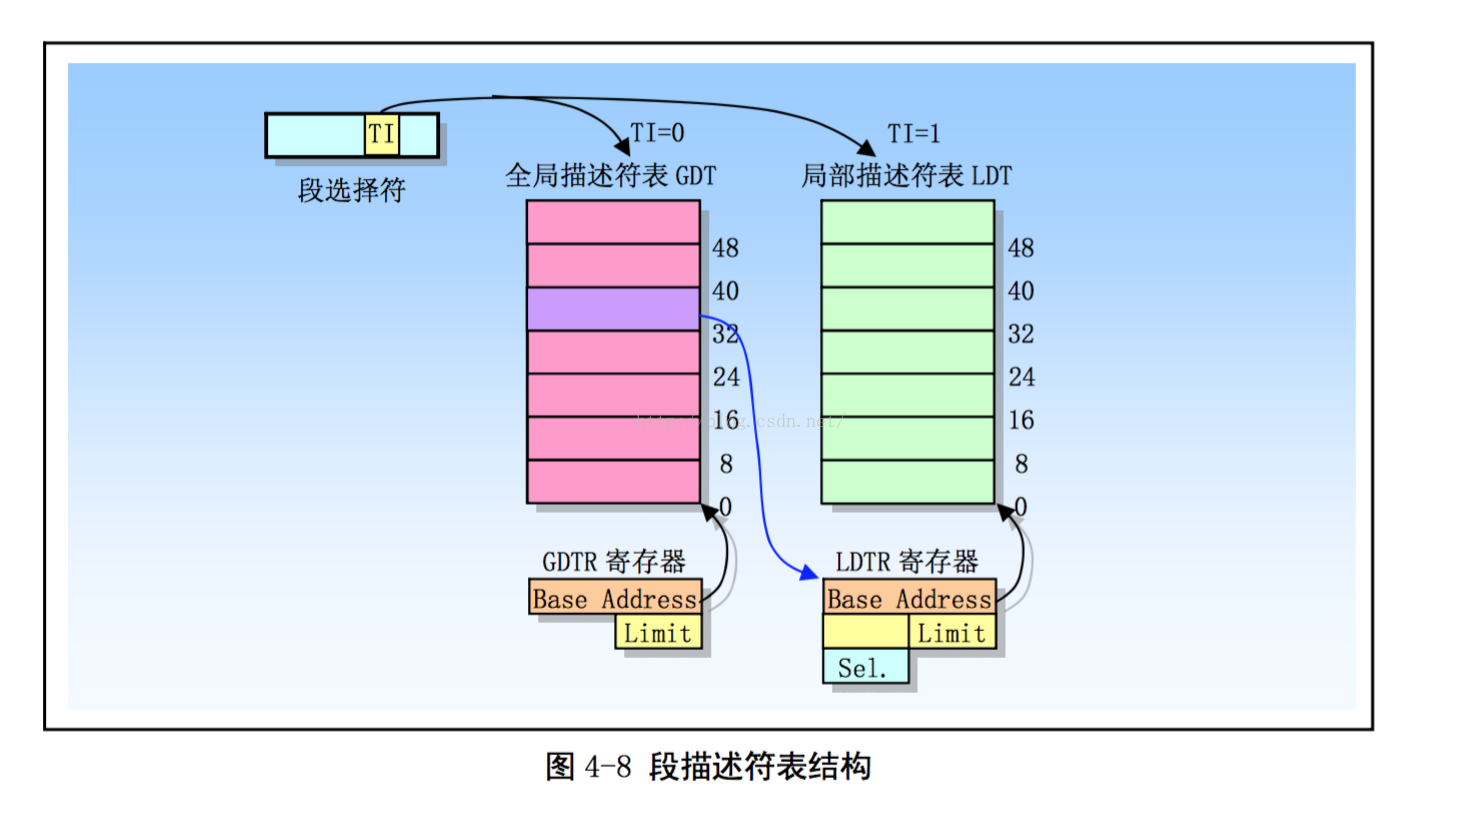 TI
段选择符
TI=0
TI=1
全局描述符表 GDT
局部描述符表 LDT
48
40
32
24
16
8
0
48
40
32
24
16
8
0
http://blog.csdn.net/
GDTR 寄存器
Base Address
Limit
LDTR 寄存器
Base Address
Limit
Sel.
图 4-8 段描述符表结构